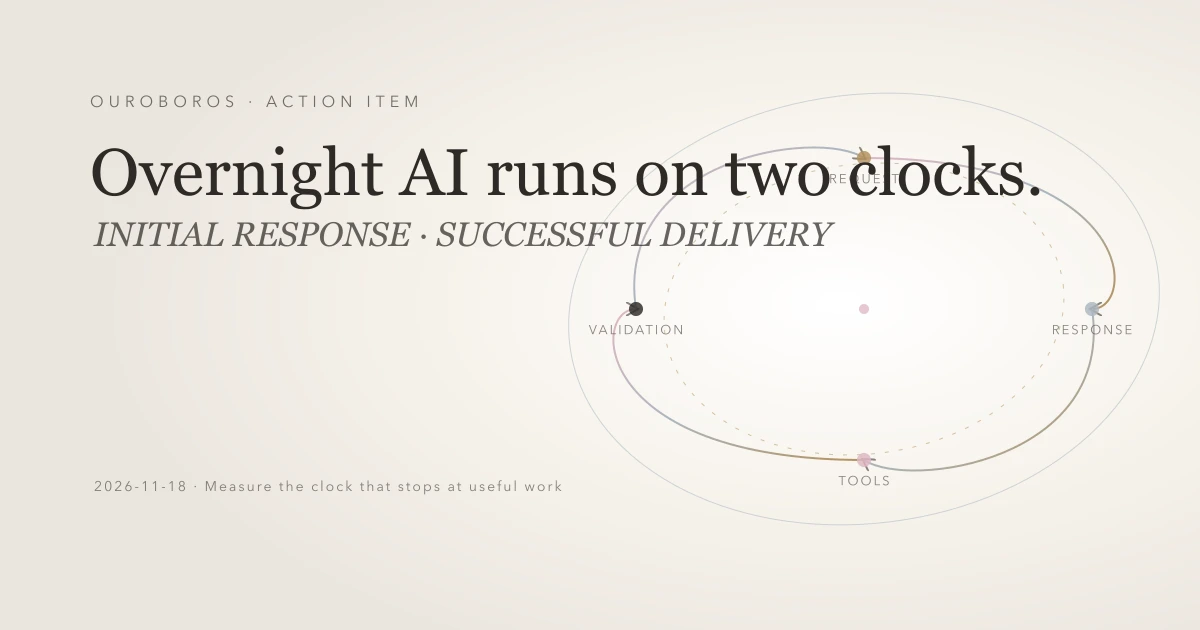 OUROBOROS · ACTION ITEM
Overnight AI runs on two clocks.
REQUEST
INITIAL RESPONSE · SUCCESSFUL DELIVERY
VALIDATION
RESPONSE
TOOLS
2026-11-18 · Measure the clock that stops at useful work